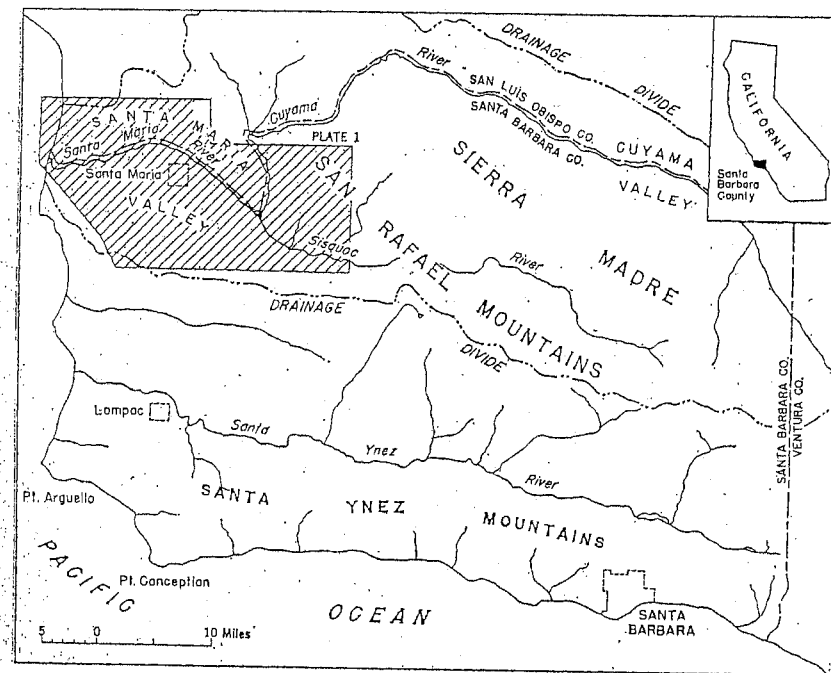 DRAINAGE
DIVIDE
River
Cuyama
SAN LUIS OBISPO CO.
SANTA BARBARA CO.
CUYAMA
VALLEY
CALIFORNIA
Santa
Barbara
County
SANTA
MARIA
VALLEY
Santa Maria
River
Santa Maria
PLATE 1
SIERRA
MADRE
SAN
RAFAEL
MOUNTAINS
Sisquoc
River
DRAINAGE
DIVIDE
SANTA BARBARA CO.
VENTURA CO.
Lompoc
Santa
Ynez
River
SANTA
YNEZ
MOUNTAINS
Pt. Arguello
Pt. Conception
PACIFIC
OCEAN
SANTA
BARBARA
5 0 10 Miles